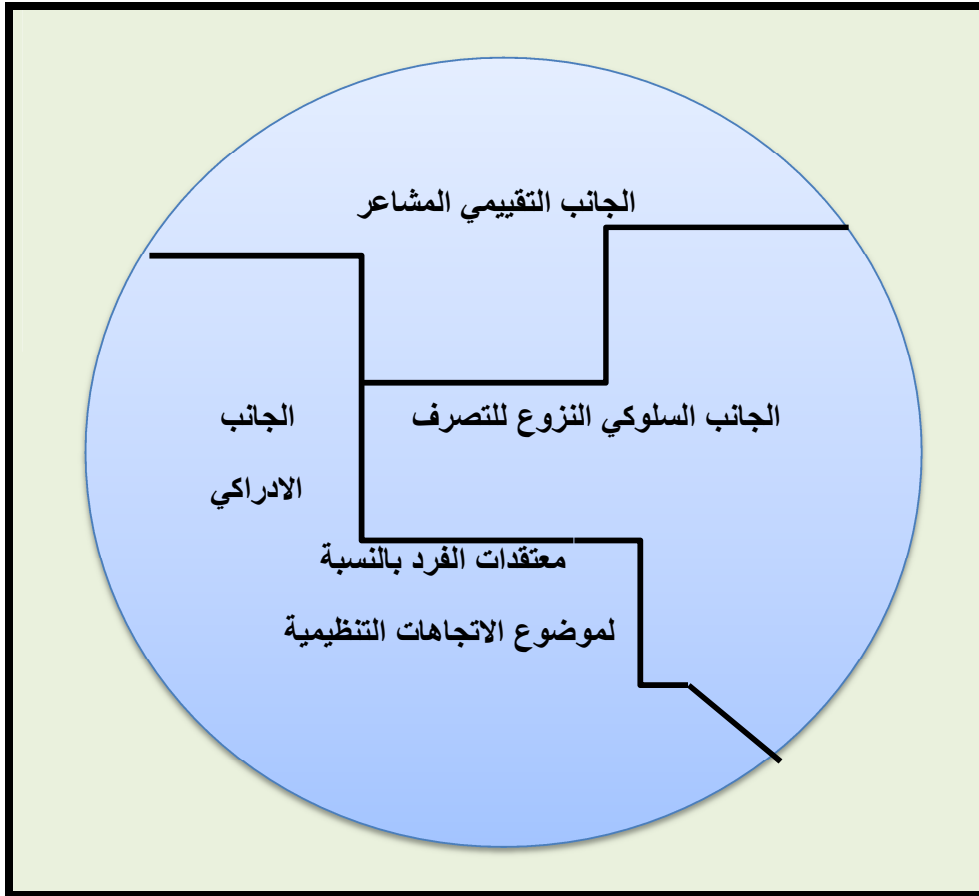 الجانب التقييمي المشاعر
الجانب السلوكي النزوع للتصرف
الجانب
الادراكي
معتقدات الفرد بالنسبة
لموضوع الاتجاهات التنظيمية